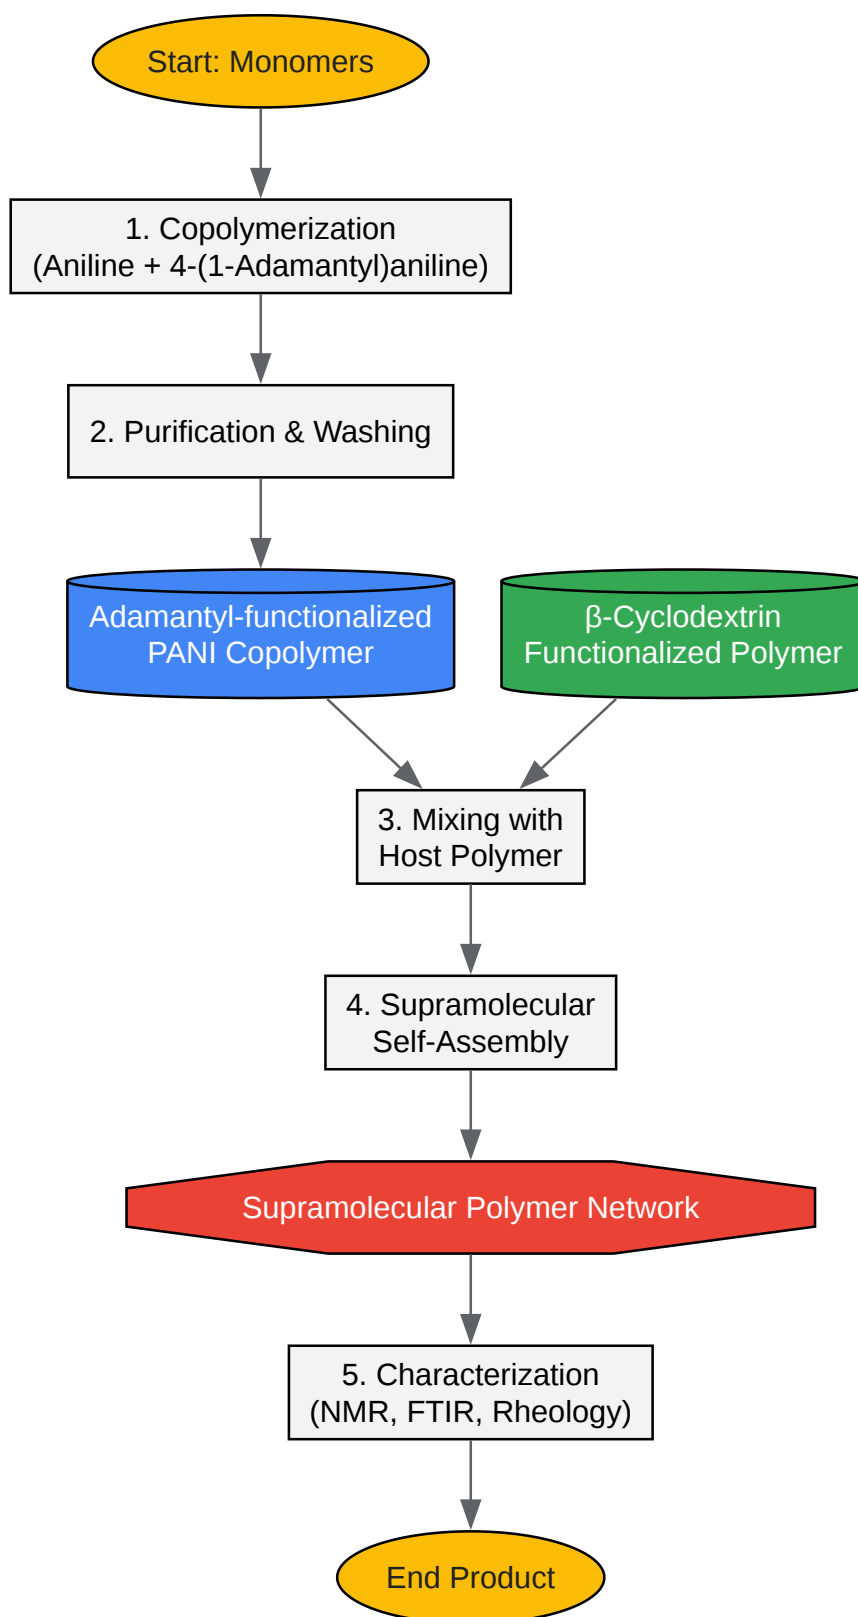 Start: Monomers
1. Copolymerization
(Aniline + 4-(1-Adamantyl)aniline)
2. Purification & Washing
Adamantyl-functionalized
PANI Copolymer
β-Cyclodextrin
Functionalized Polymer
3. Mixing with
Host Polymer
4. Supramolecular
Self-Assembly
Supramolecular Polymer Network
5. Characterization
(NMR, FTIR, Rheology)
End Product